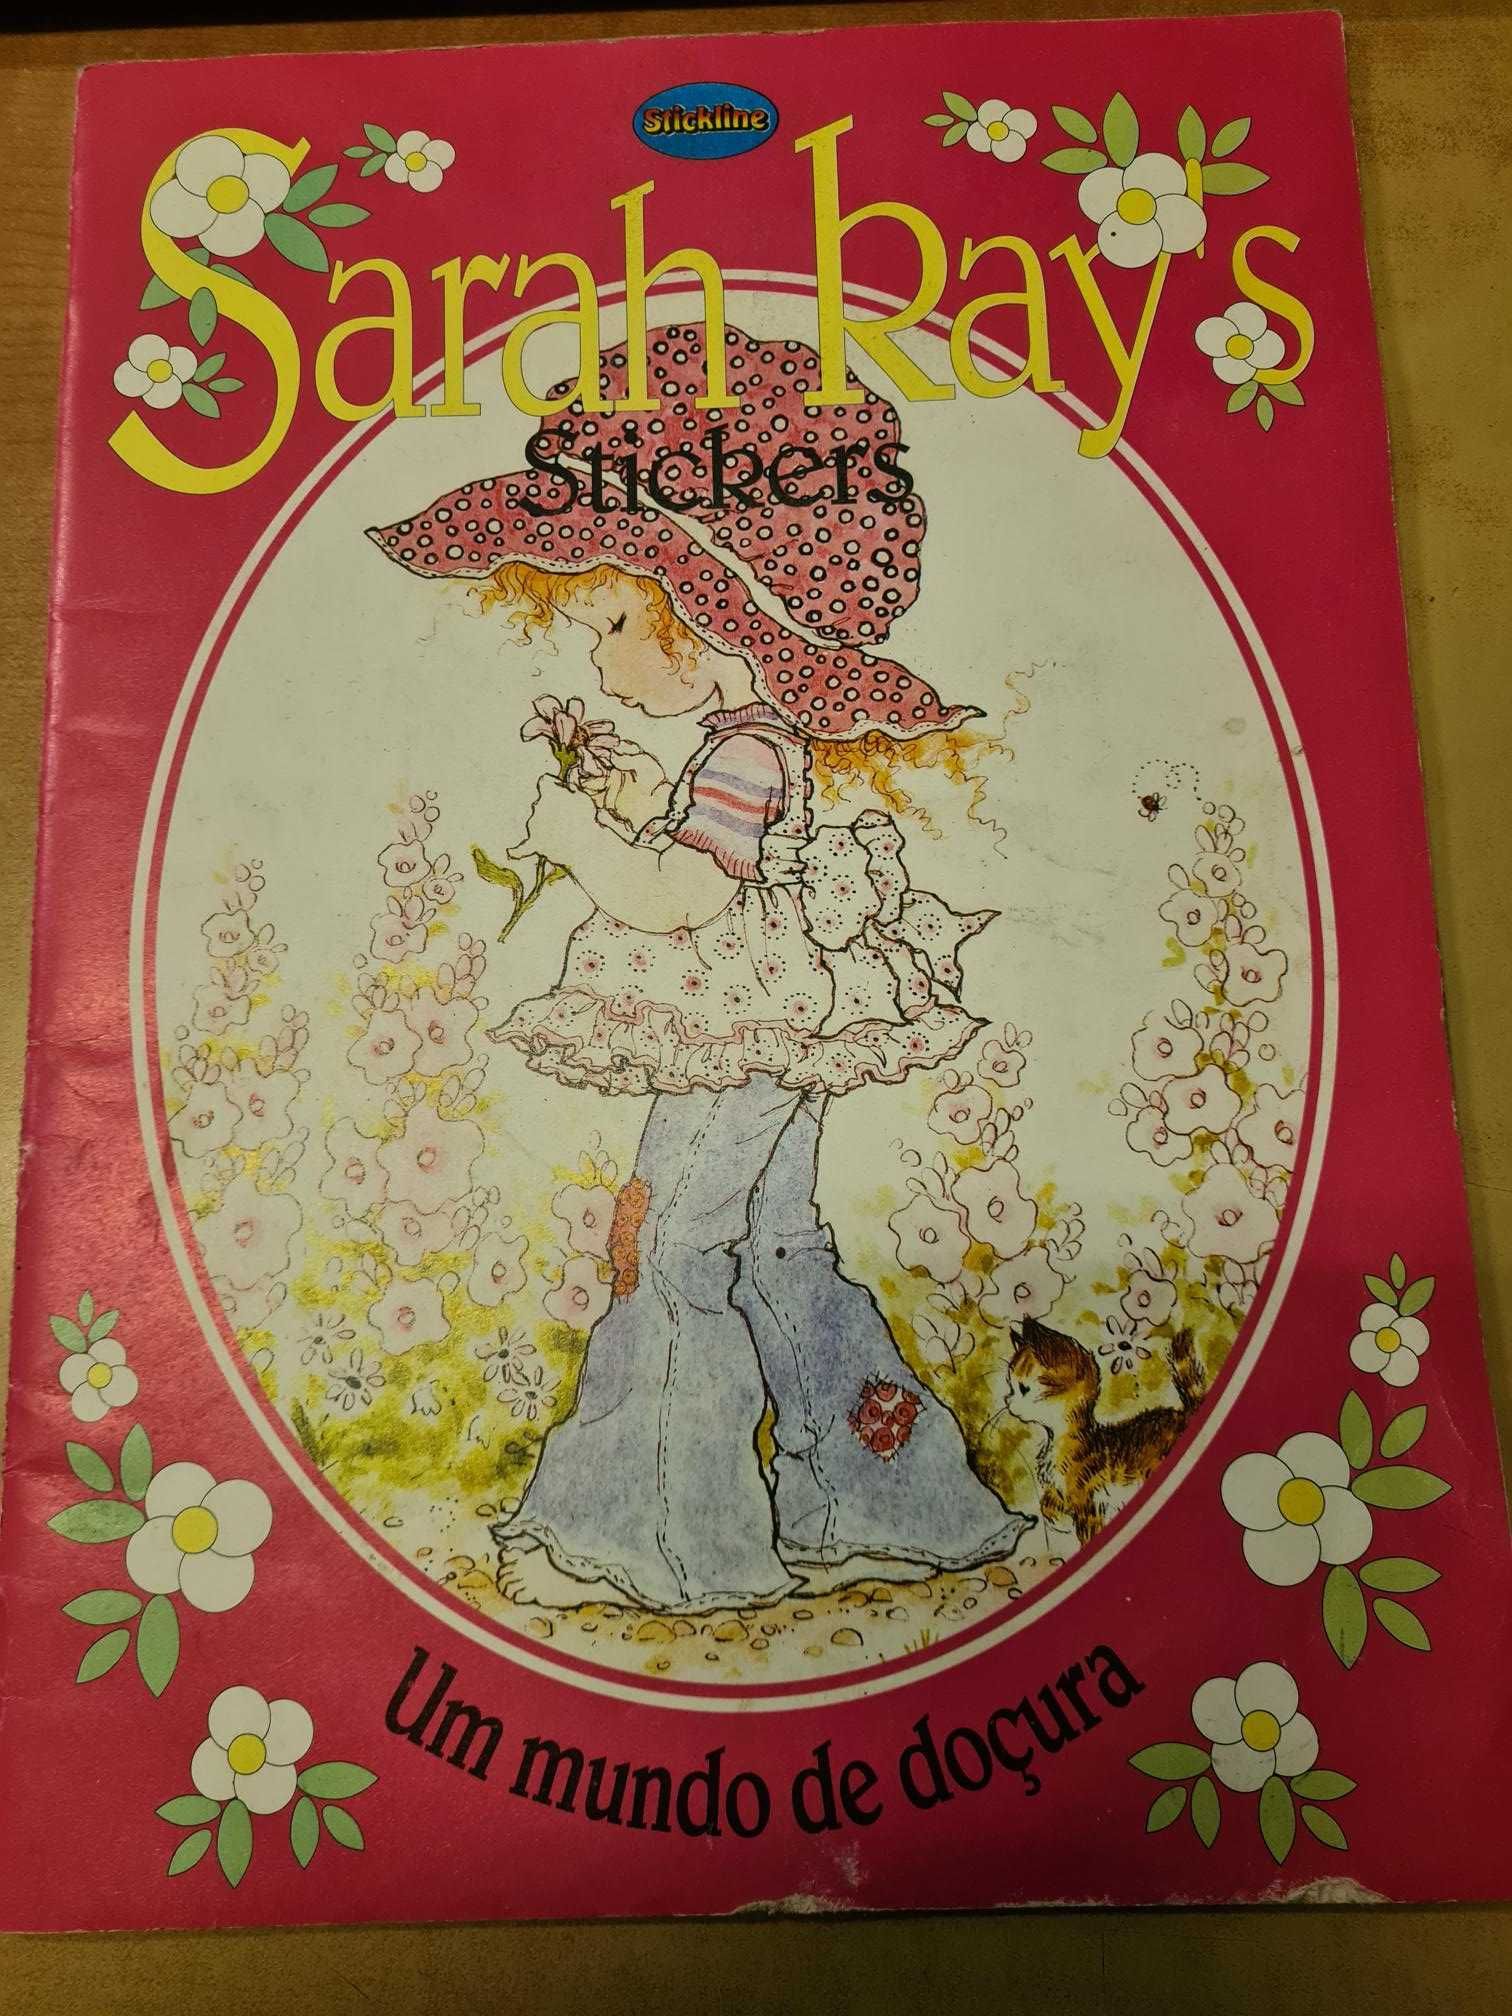 Stickline
Sarah Kay's
Stickers
Um mundo de doçura